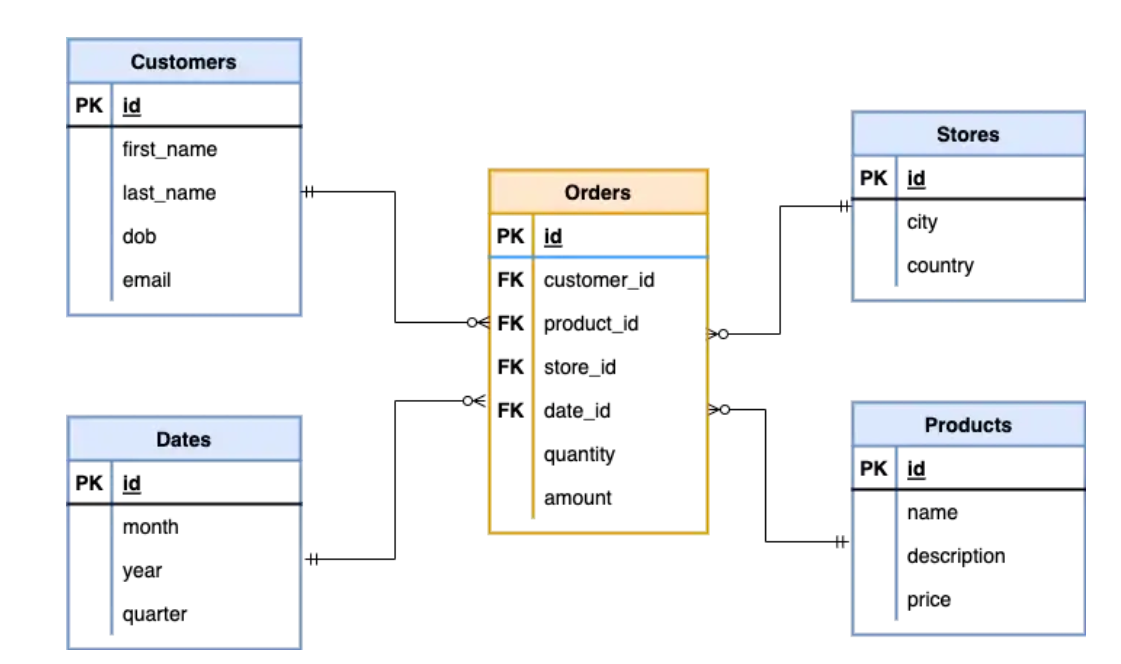 Customers
PK id
first_name
last_name
dob
email
Orders
PK id
FK customer_id
FK product_id
FK store_id
FK date_id
quantity
amount
Stores
PK id
city
country
Dates
PK id
month
year
quarter
Products
PK id
name
description
price